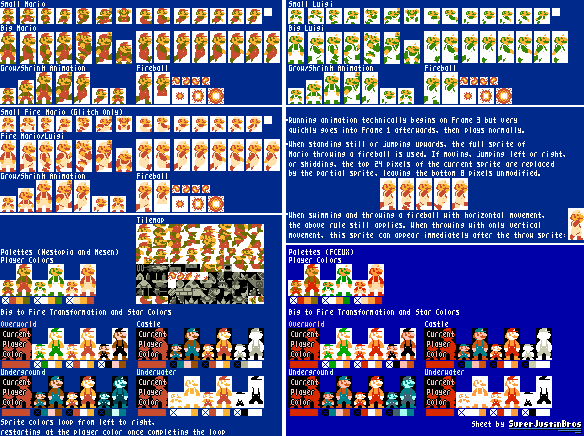 Small Mario
Big Mario
Grow/Shrink Animation
Fireball
Small Luigi
Big Luigi
Grow/Shrink Animation
Fireball
Small Fire Mario (Glitch Only)
Fire Mario/Luigi
Grow/Shrink Animation
Fireball
Running animation technically begins on Frame 3 but very
quickly goes into Frame 1 afterwards, then plays normally.
When standing still or jumping upwards, the full sprite of
Mario throwing a fireball is used. If moving, jumping left or right,
or skidding, the top 24 pixels of the current sprite are replaced
by the partial sprite, leaving the bottom 8 pixels unmodified.
When swimming and throwing a fireball with horizontal movement,
the above rule still applies. When throwing with only vertical
movement, this sprite can appear immediately after the throw sprite:
Tilemap
Palettes (Nestopia and Mesen)
Player Colors
Big to Fire Transformation and Star Colors
Overworld
Castle
Current
Player
Color
Current
Player
Color
Underground
Underwater
Current
Player
Color
Current
Player
Color
Sprite colors loop from left to right,
restarting at the player color once completing the loop
Palettes (FCEUX)
Player Colors
Big to Fire Transformation and Star Colors
Overworld
Castle
Current
Player
Color
Current
Player
Color
Underground
Underwater
Current
Player
Color
Current
Player
Color
Sheet by SuperJustinBros